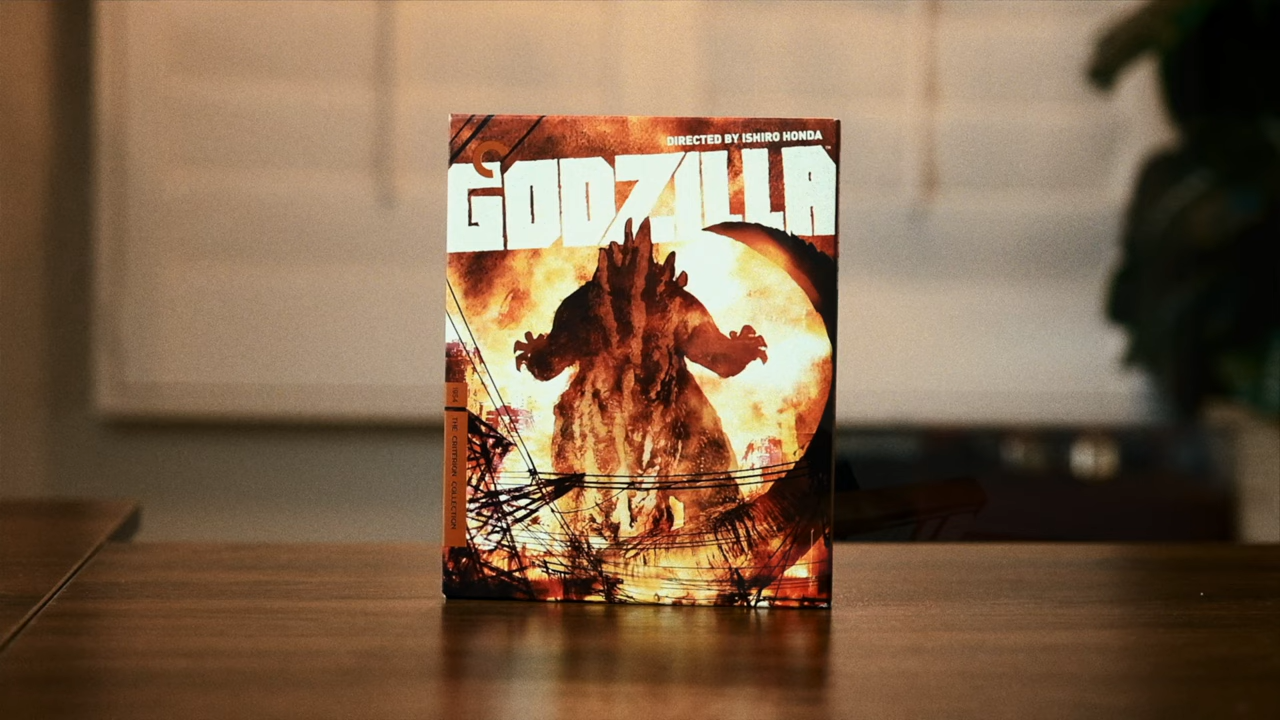 DIRECTED BY ISHIRO HONDA
GODZILLA
THE CRITERION COLLECTION